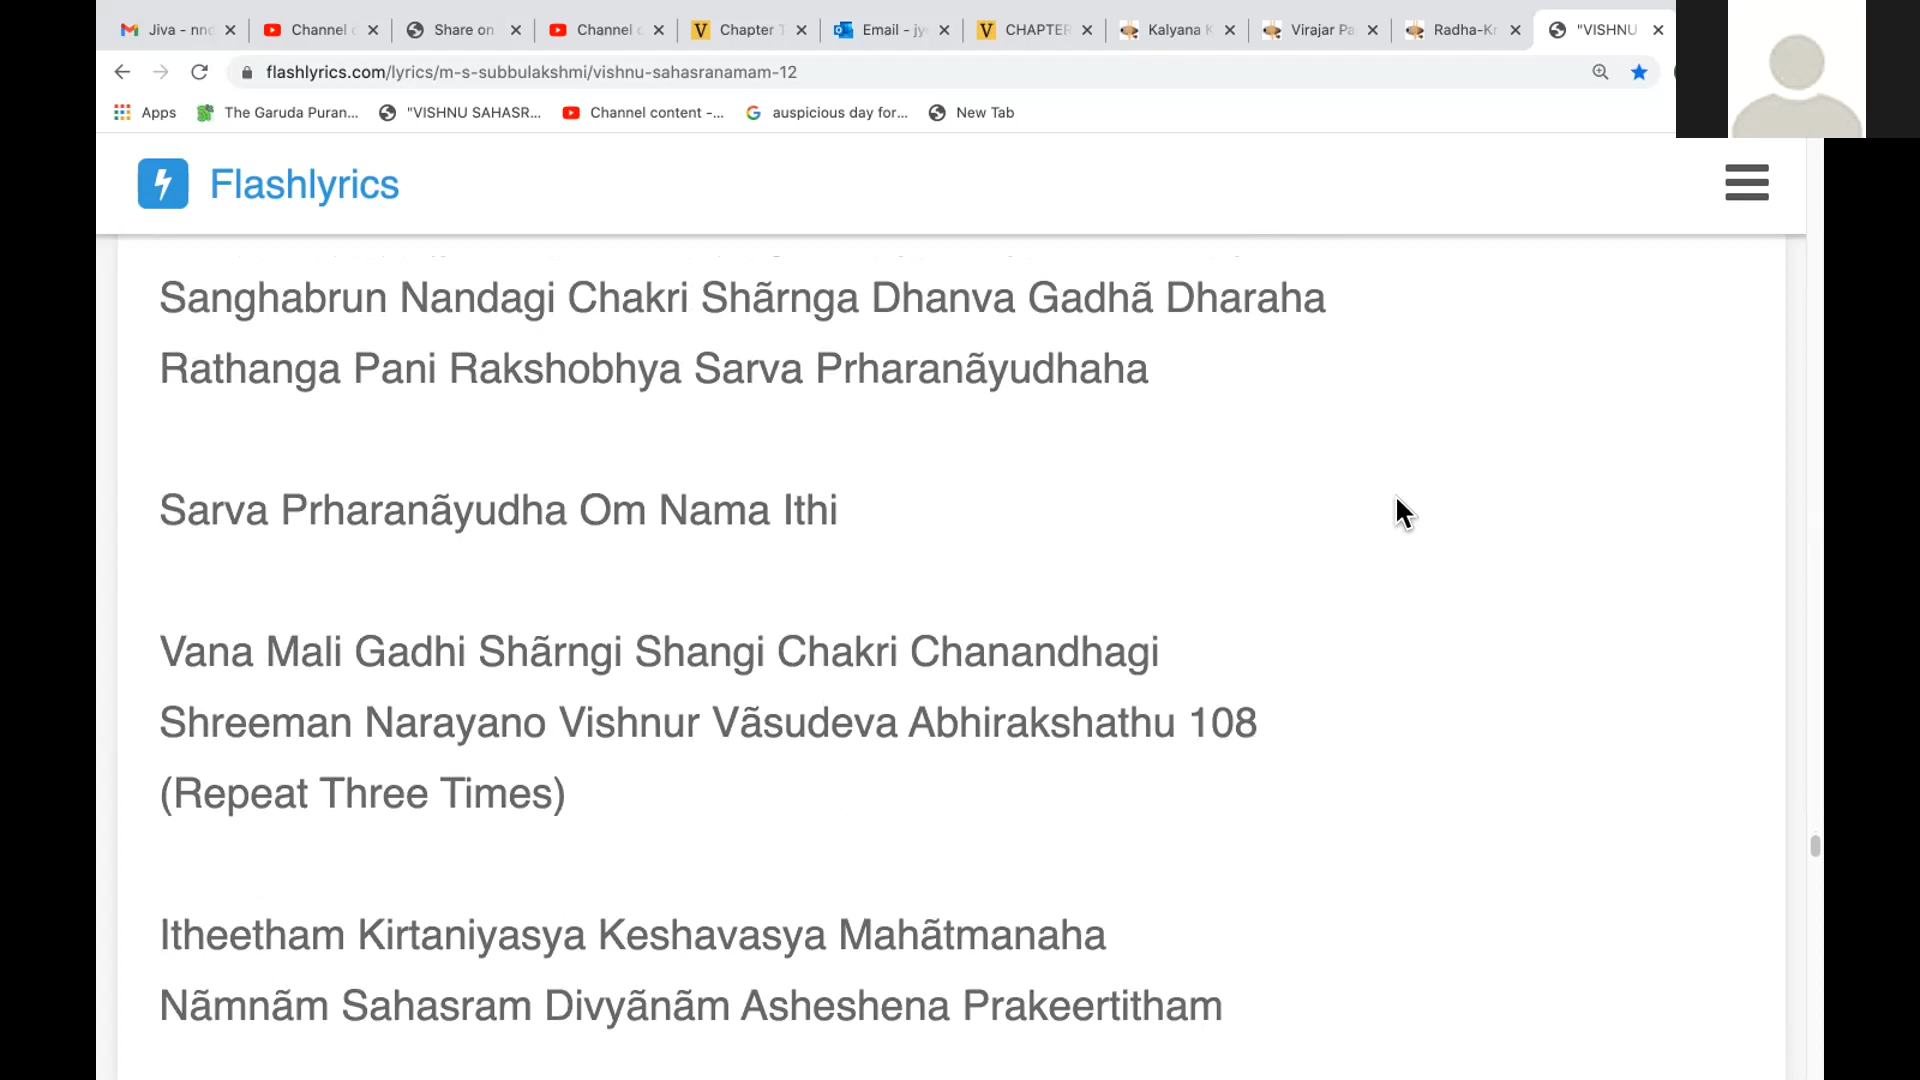 Jiva - nnd
Channel c
Share on
Channel c
Chapter T
Email - jy
CHAPTER
Kalyana K
Virajar Pa
Radha-Kr
"VISHNU
flashlyrics.com/lyrics/m-s-subbulakshmi/vishnu-sahasranamam-12
Apps
The Garuda Puran...
"VISHNU SAHASR...
Channel content -...
auspicious day for...
New Tab
Flashlyrics
Sanghabrun Nandagi Chakri Shãrnga Dhanva Gadhã Dharaha
Rathanga Pani Rakshobhya Sarva Prharanãyudhaha
Sarva Prharanãyudha Om Nama Ithi
Vana Mali Gadhi Shãrngi Shangi Chakri Chanandhagi
Shreeman Narayano Vishnur Vãsudeva Abhirakshathu 108
(Repeat Three Times)
Itheetham Kirtaniyasya Keshavasya Mahãtmanaha
Nãmnãm Sahasram Divyãnãm Asheshena Prakeertitham